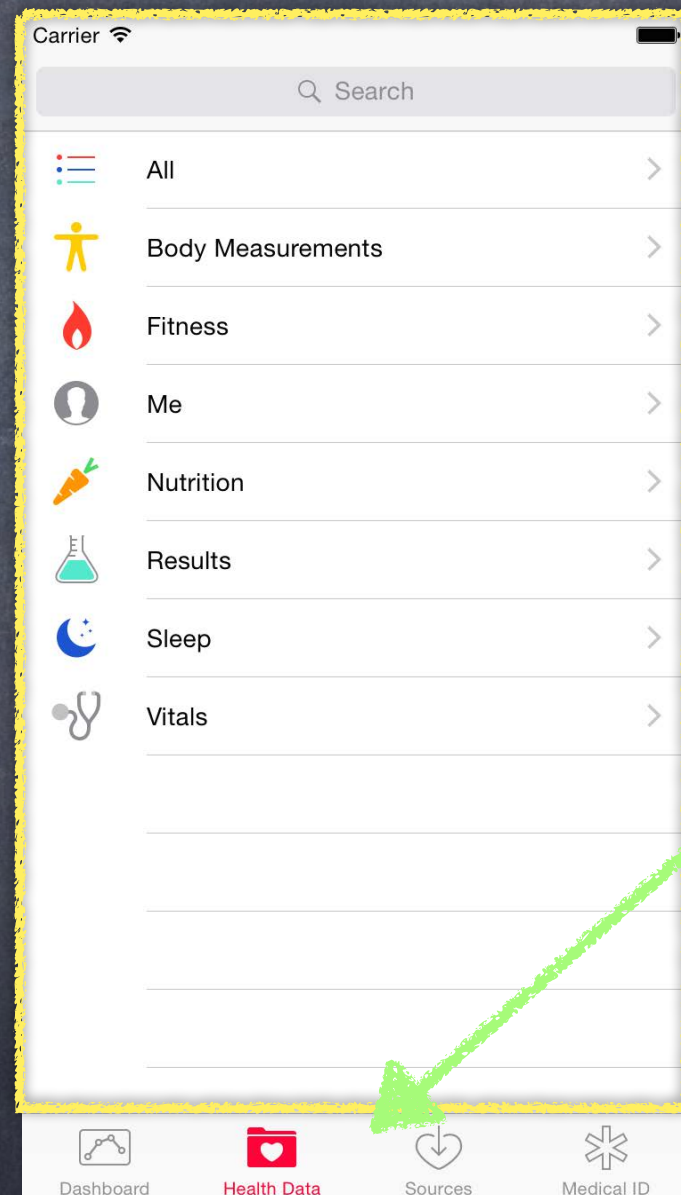 Carrier
Search
All
Body Measurements
Fitness
Me
Nutrition
Results
Sleep
Vitals
Dashboard Health Data Sources Medical ID